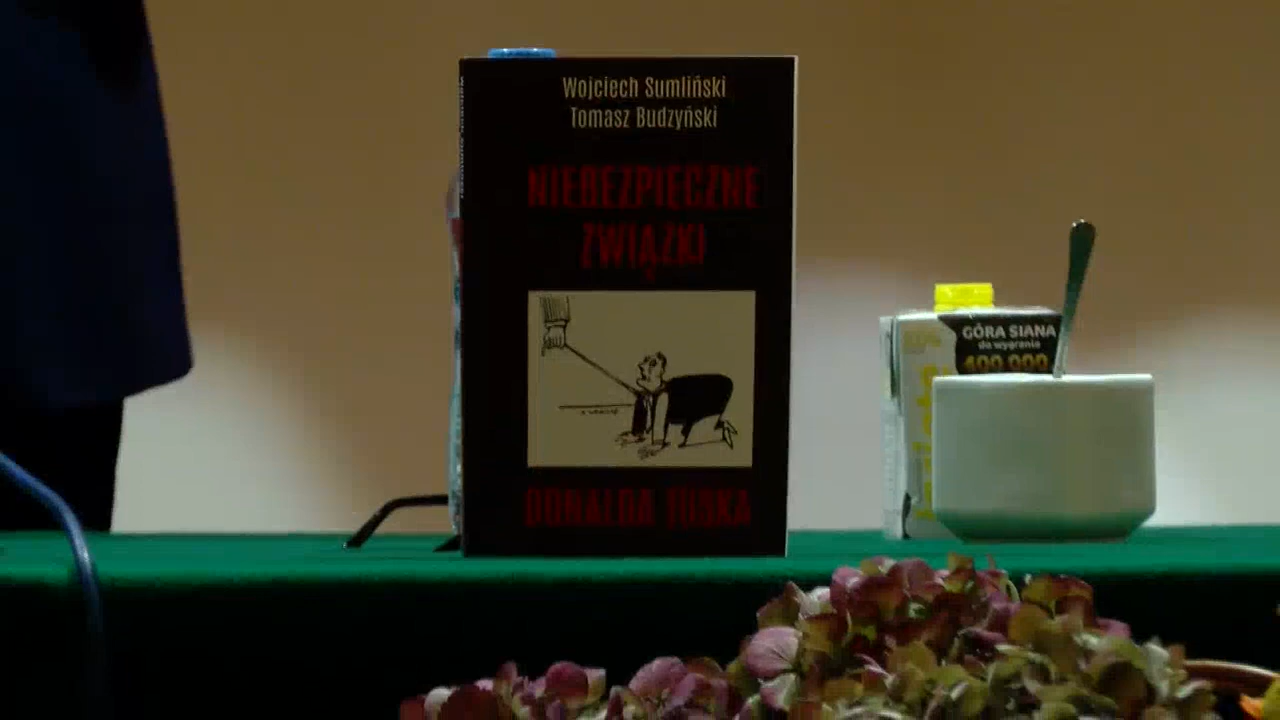 Wojciech Sumliński
Tomasz Budzyński
NIEBEZPIECZNE
ZWIĄZKI
DONALDA TUSKA
GÓRA SIANA
do wygrania
400 000